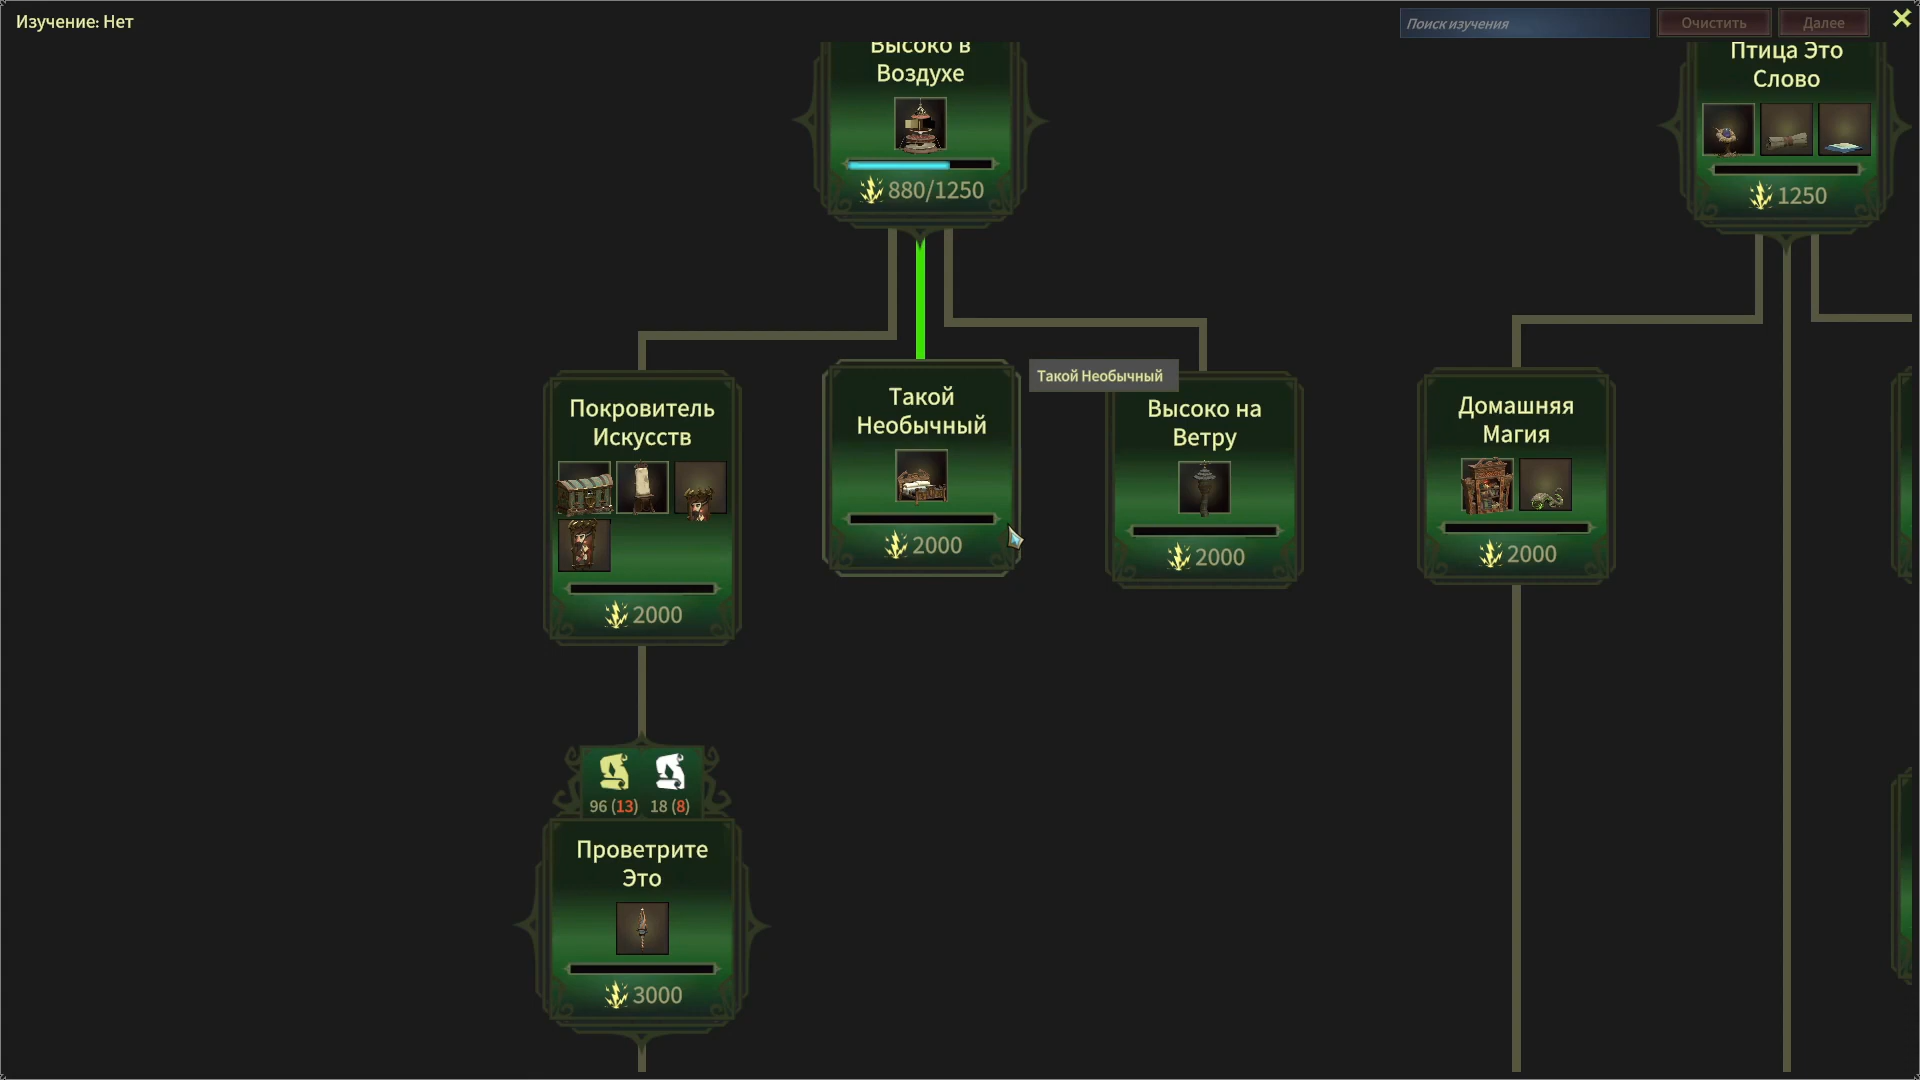 Изучение: Нет
Поиск изучения
Очистить
Далее
Высоко в
Воздухе
880/1250
Птица Это
Слово
1250
Покровитель
Искусств
2000
Такой
Необычный
2000
Такой Необычный
Высоко на
Ветру
2000
Домашняя
Магия
2000
96 (13) 18 (8)
Проветрите
Это
3000